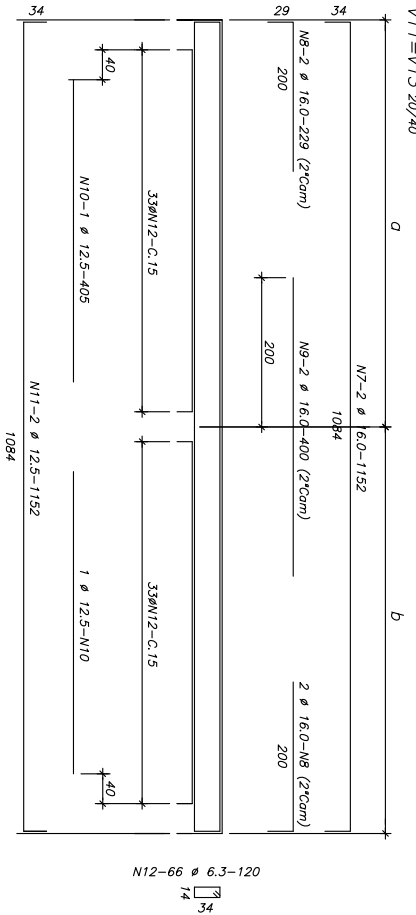 V11=V13 20/40
a
b
N7-2 ø 16.0-1152
34
1084
N8-2 ø 16.0-229 (2ªCam)
N9-2 ø 16.0-400 (2ªCam)
2 ø 16.0-N8 (2ªCam)
29
200
200
200
33øN12-C.15
33øN12-C.15
40
40
N10-1 ø 12.5-405
1 ø 12.5-N10
34
N11-2 ø 12.5-1152
1084
N12-66 ø 6.3-120
14
34